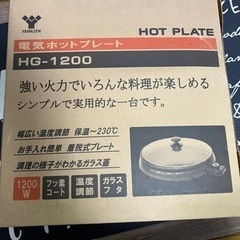 YAMAZEN
HOT PLATE
電気ホットプレート
HG-1200
強い火力でいろんな料理が楽しめる
シンプルで実用的な一台です。
幅広い温度調節 保温〜230℃
お手入れ簡単 着脱式プレート
調理の様子がわかるガラス蓋
1200W
フッ素コート
温度調節
ガラスフタ